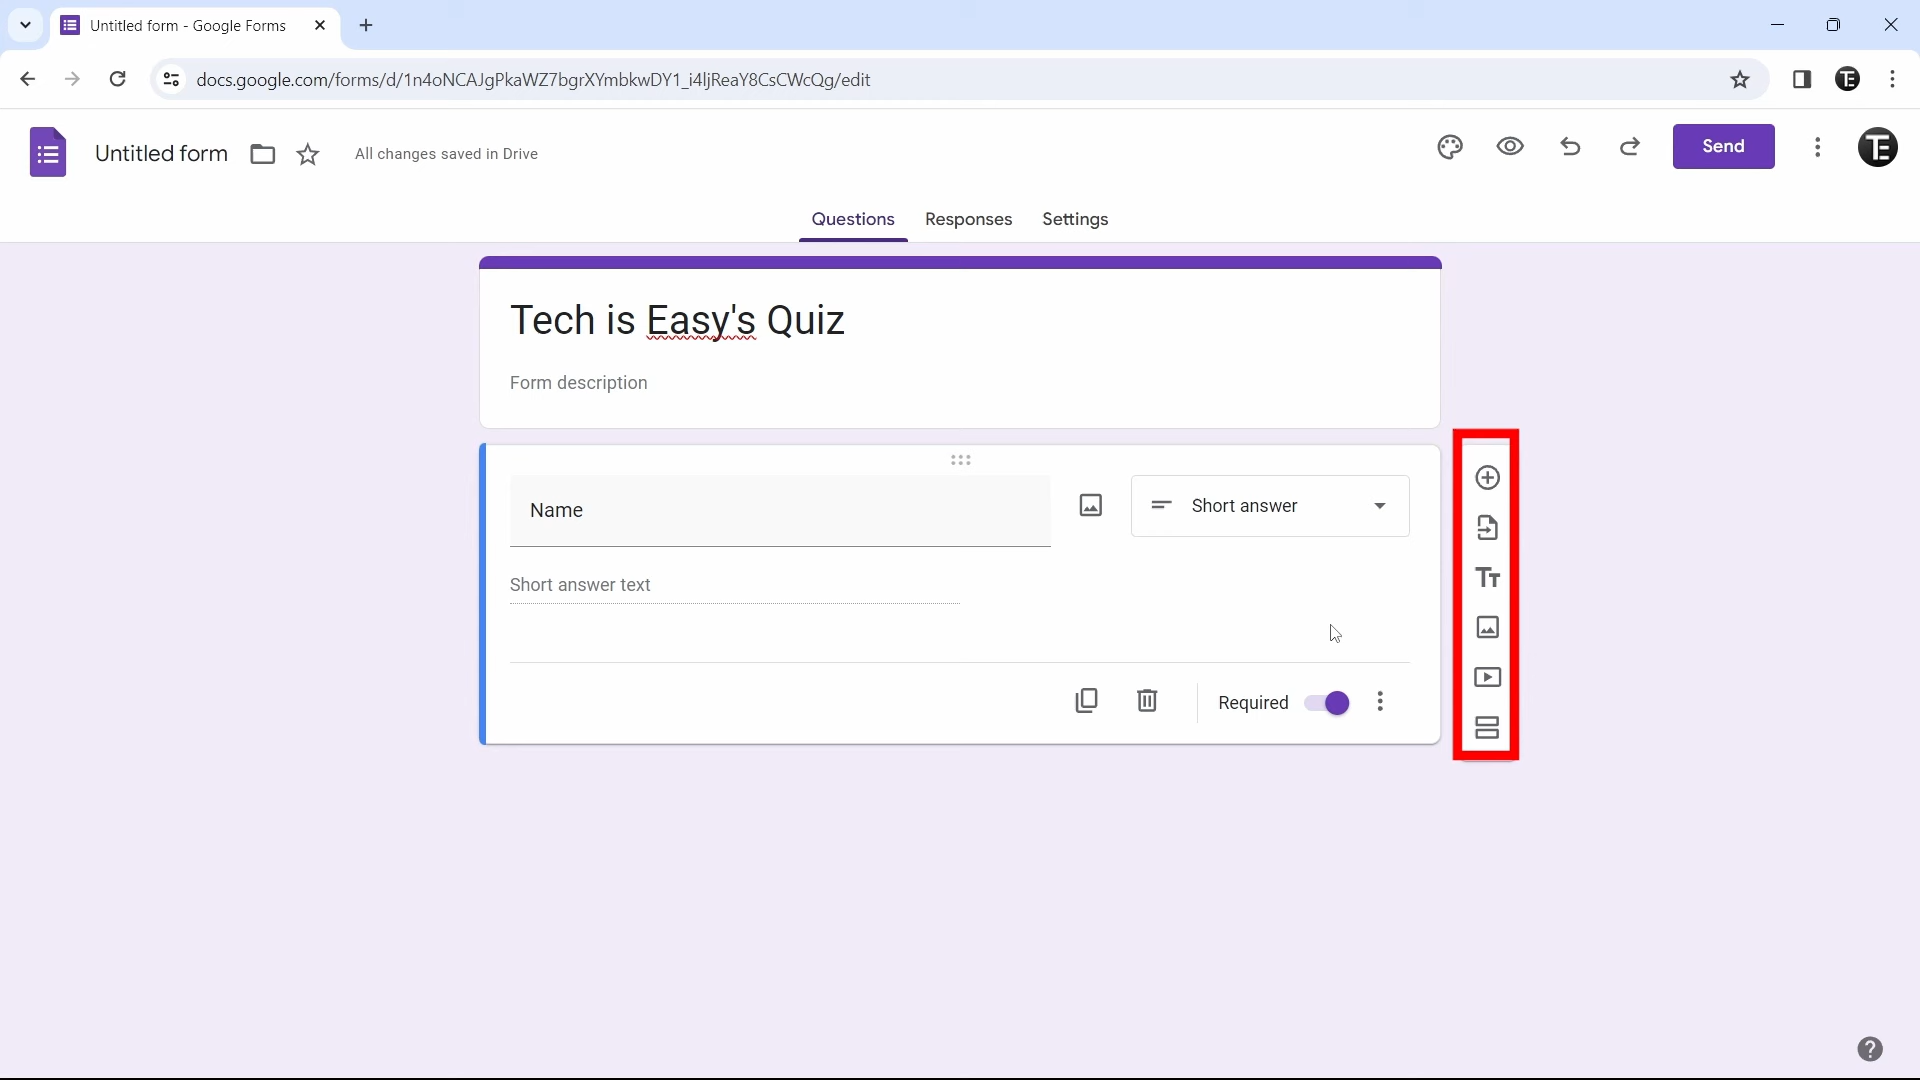 Untitled form - Google Forms
docs.google.com/forms/d/1n4oNCAJgPkaWZ7bgrXYmbkwDY1_i4ljReaY8CsCWcQg/edit
Untitled form
All changes saved in Drive
Send
Questions Responses Settings
Tech is Easy's Quiz
Form description
Name
Short answer
Short answer text
Required